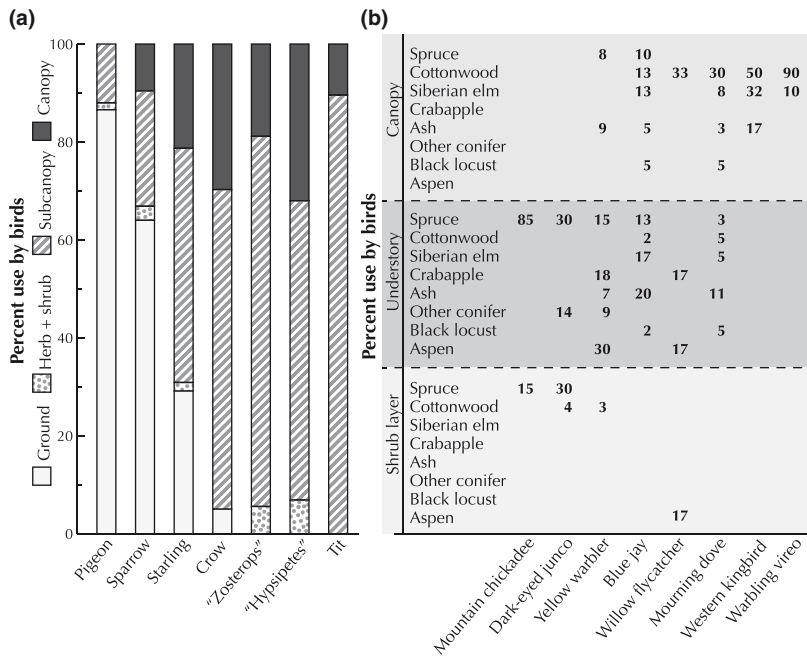 (a)
100
80
60
40
20
0
Percent use by birds
Ground
Herb + shrub
Subcanopy
Canopy
Pigeon
Sparrow
Starling
Crow
"Zosterops"
"Hypsipetes"
Tit
(b)
Percent use by birds
Canopy
Spruce 8 10
Cottonwood 13 33 30 50 90
Siberian elm 13 8 32 10
Crabapple
Ash 9 5 3 17
Other conifer
Black locust 5 5
Aspen
Understory
Spruce 85 30 15 13 3
Cottonwood 2 5
Siberian elm 17 5
Crabapple 18 17
Ash 7 20 11
Other conifer 14 9
Black locust 2 5
Aspen 30 17
Shrub layer
Spruce 15 30
Cottonwood 4 3
Siberian elm
Crabapple
Ash
Other conifer
Black locust
Aspen 17
Mountain chickadee
Dark-eyed junco
Yellow warbler
Blue jay
Willow flycatcher
Mourning dove
Western kingbird
Warbling vireo